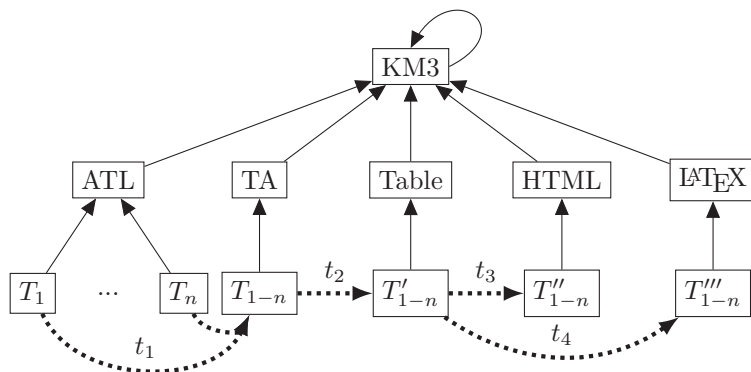 KM3
ATL TA Table HTML LATEX
T₁ ... Tₙ T₁₋ₙ t₂ T′₁₋ₙ t₃ T″₁₋ₙ T‴₁₋ₙ
t₁ t₄